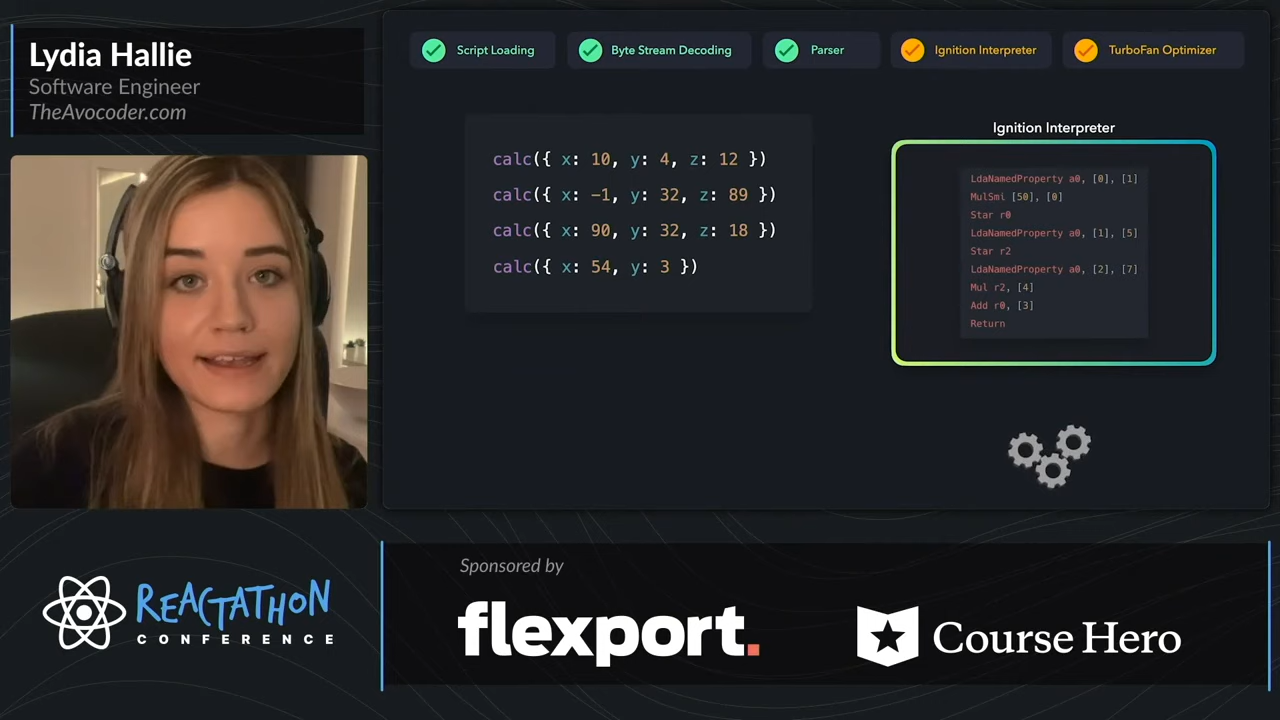 Lydia Hallie
Software Engineer
TheAvocoder.com
Script Loading
Byte Stream Decoding
Parser
Ignition Interpreter
TurboFan Optimizer
calc({ x: 10, y: 4, z: 12 })
calc({ x: -1, y: 32, z: 89 })
calc({ x: 90, y: 32, z: 18 })
calc({ x: 54, y: 3 })
Ignition Interpreter
LdaNamedProperty a0, [0], [1]
MulSmi [50], [0]
Star r0
LdaNamedProperty a0, [1], [5]
Star r2
LdaNamedProperty a0, [2], [7]
Mul r2, [4]
Add r0, [3]
Return
REACTATHON
CONFERENCE
Sponsored by
flexport.
Course Hero